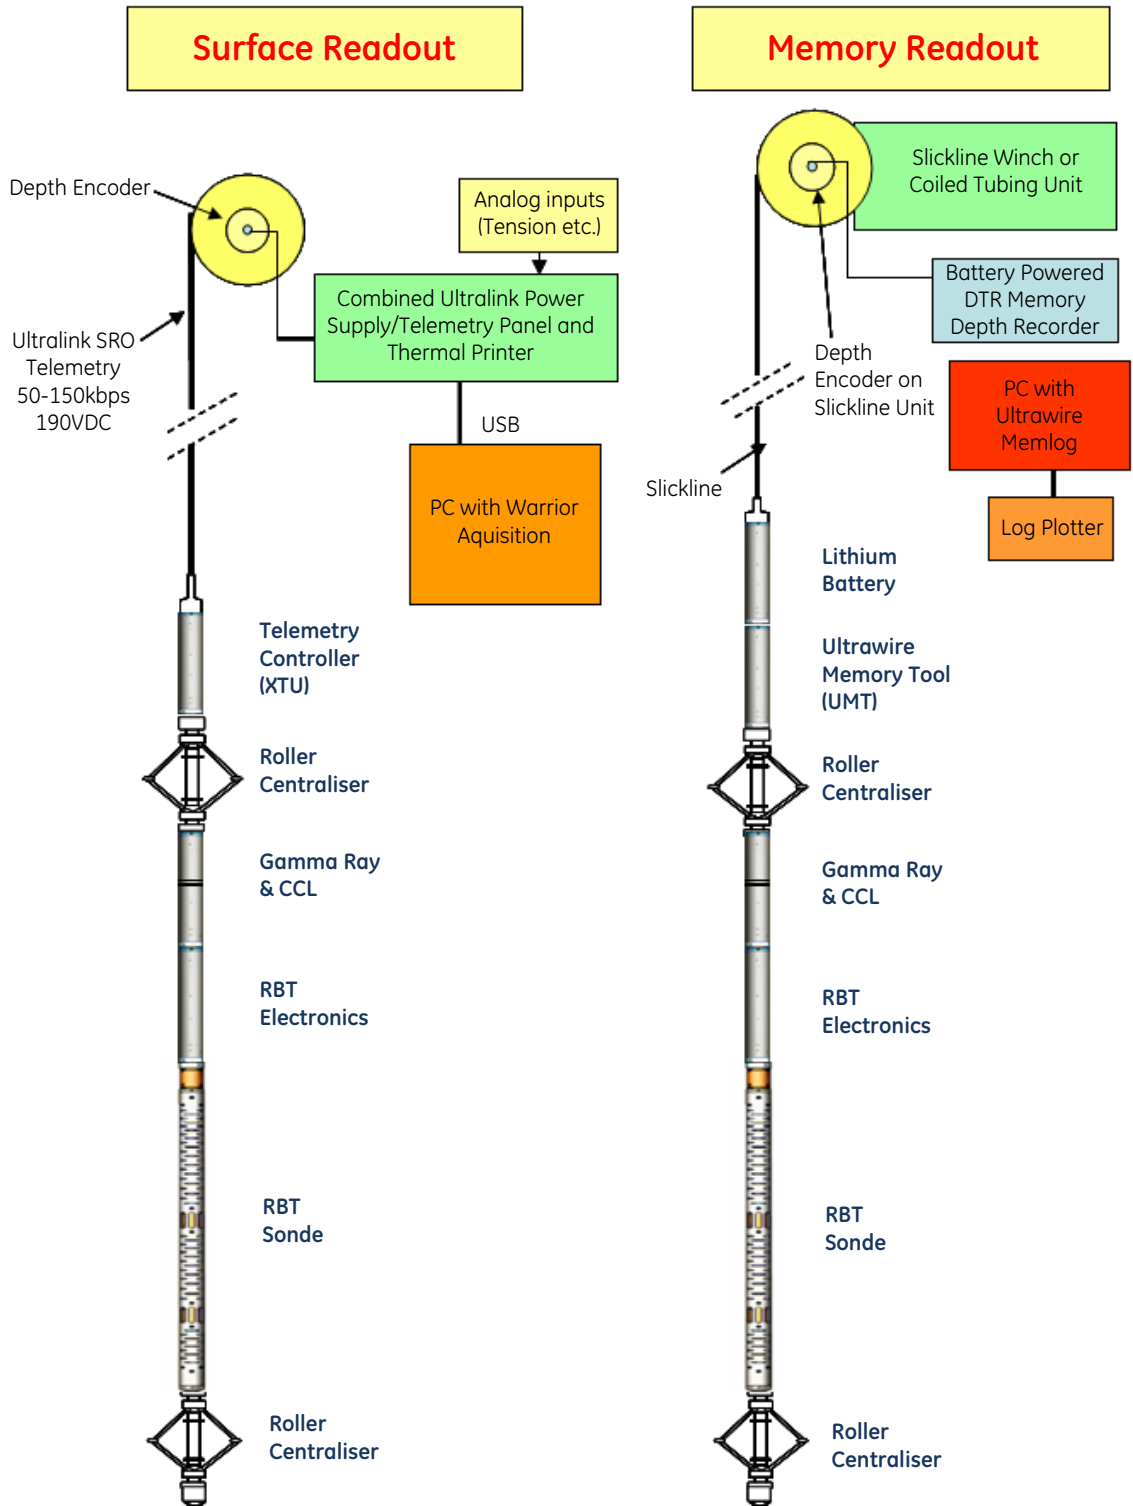 Surface Readout
Depth Encoder
Analog inputs
(Tension etc.)
Combined Ultralink Power
Supply/Telemetry Panel and
Thermal Printer
Ultralink SRO
Telemetry
50-150kbps
190VDC
USB
PC with Warrior
Aquisition
Telemetry
Controller
(XTU)
Roller
Centraliser
Gamma Ray
& CCL
RBT
Electronics
RBT
Sonde
Roller
Centraliser
Memory Readout
Slickline Winch or
Coiled Tubing Unit
Battery Powered
DTR Memory
Depth Recorder
Depth
Encoder on
Slickline Unit
PC with
Ultrawire
Memlog
Slickline
Log Plotter
Lithium
Battery
Ultrawire
Memory Tool
(UMT)
Roller
Centraliser
Gamma Ray
& CCL
RBT
Electronics
RBT
Sonde
Roller
Centraliser